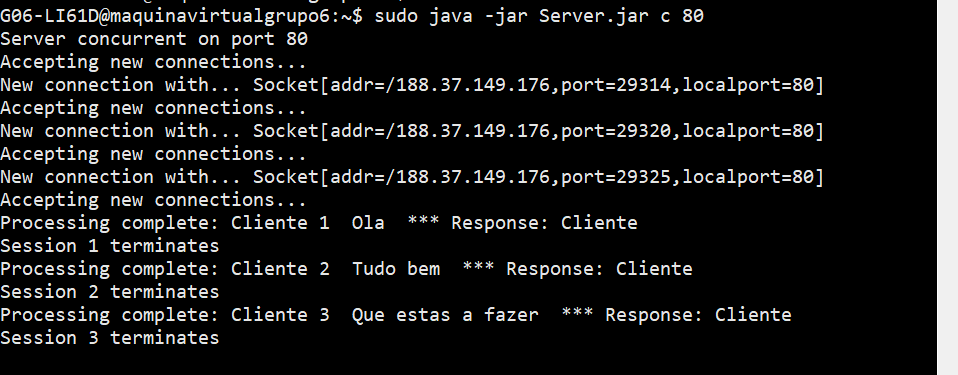 G06-LI61D@maquinavirtualgrupo6:~$ sudo java -jar Server.jar c 80
Server concurrent on port 80
Accepting new connections...
New connection with... Socket[addr=/188.37.149.176,port=29314,localport=80]
Accepting new connections...
New connection with... Socket[addr=/188.37.149.176,port=29320,localport=80]
Accepting new connections...
New connection with... Socket[addr=/188.37.149.176,port=29325,localport=80]
Accepting new connections...
Processing complete: Cliente 1  Ola  *** Response: Cliente
Session 1 terminates
Processing complete: Cliente 2  Tudo bem  *** Response: Cliente
Session 2 terminates
Processing complete: Cliente 3  Que estas a fazer  *** Response: Cliente
Session 3 terminates